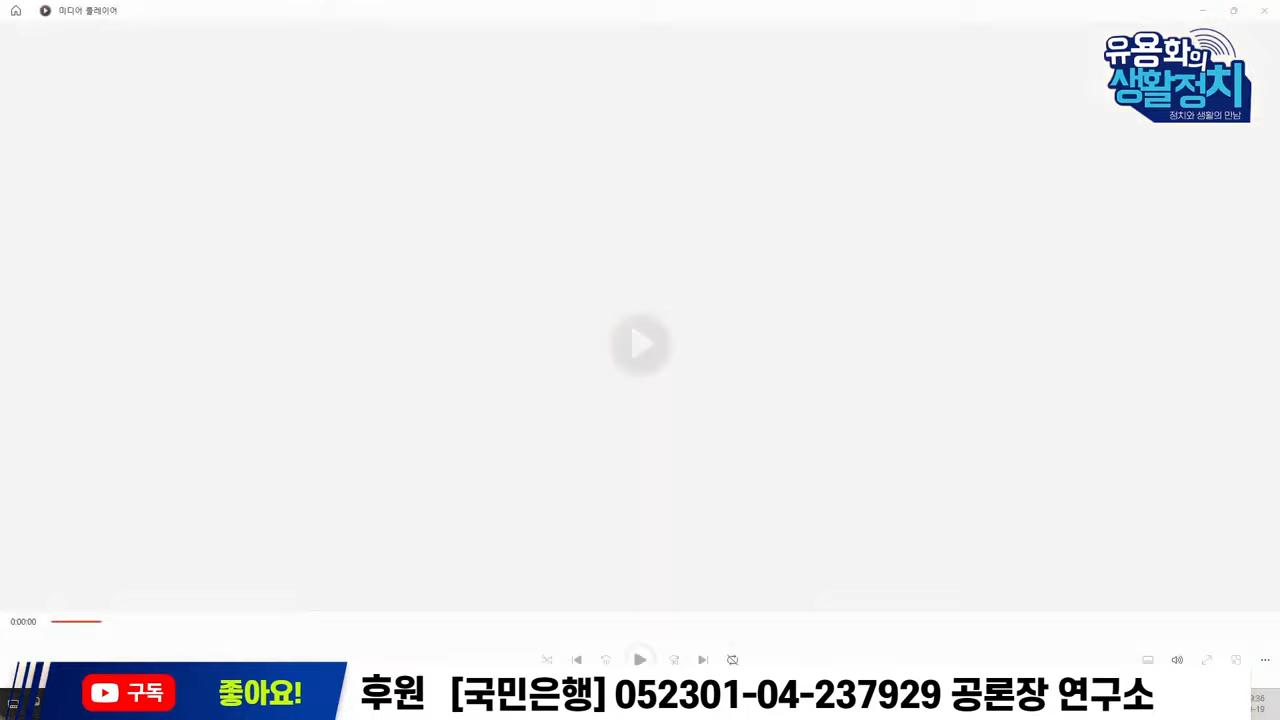 미디어 플레이어
유용화의
생활정치
정치와 생활의 만남
0:00:00
구독
좋아요!
후원 [국민은행] 052301-04-237929 공론장 연구소